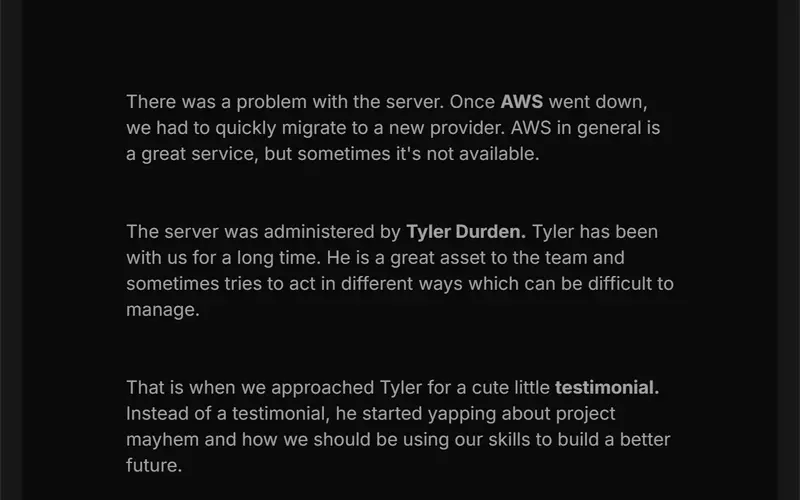 There was a problem with the server. Once AWS went down,
we had to quickly migrate to a new provider. AWS in general is
a great service, but sometimes it's not available.
The server was administered by Tyler Durden. Tyler has been
with us for a long time. He is a great asset to the team and
sometimes tries to act in different ways which can be difficult to
manage.
That is when we approached Tyler for a cute little testimonial.
Instead of a testimonial, he started yapping about project
mayhem and how we should be using our skills to build a better
future.